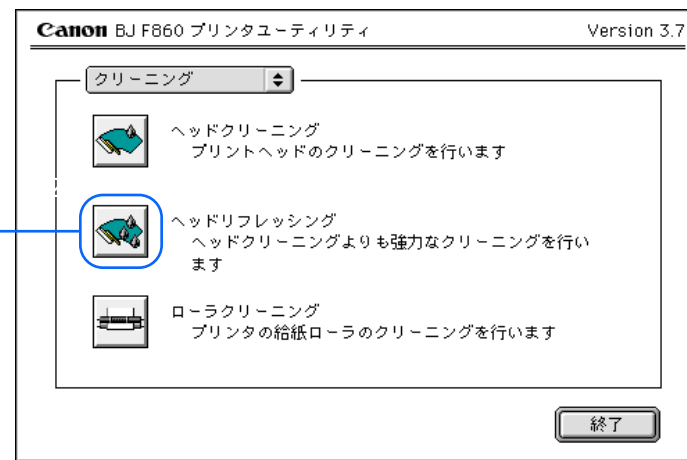 Canon BJ F860 プリンタユーティリティ Version 3.7
クリーニング
ヘッドクリーニング
プリントヘッドのクリーニングを行います
ヘッドリフレッシング
ヘッドクリーニングよりも強力なクリーニングを行い
ます
ローラクリーニング
プリンタの給紙ローラのクリーニングを行います
終了